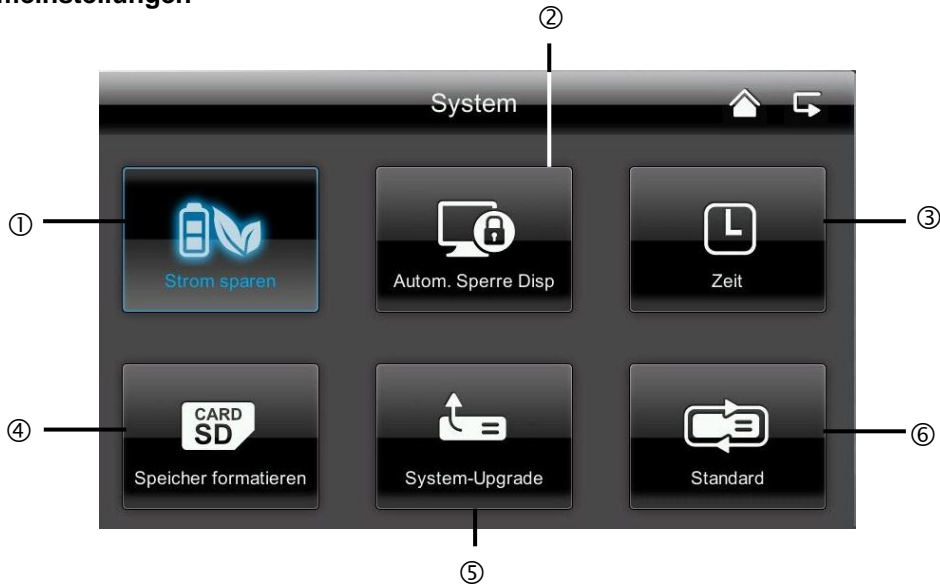 ②
System
①
Strom sparen
Autom. Sperre Disp
Zeit
③
④
CARD
SD
Speicher formatieren
System-Upgrade
Standard
⑥
⑤